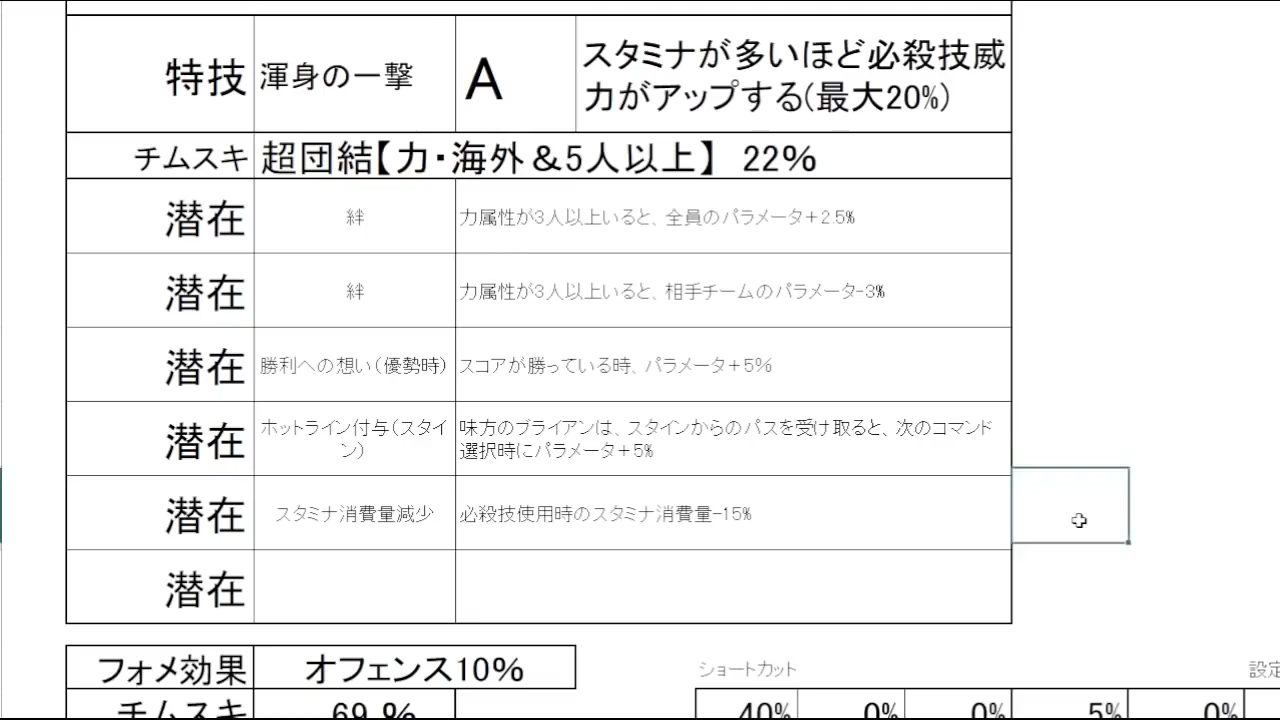 特技 渾身の一撃 A スタミナが多いほど必殺技威
力がアップする(最大20%)
チムスキ 超団結【力・海外＆5人以上】 22%
潜在 絆 力属性が3人以上いると、全員のパラメータ+2.5%
潜在 絆 力属性が3人以上いると、相手チームのパラメータ-3%
潜在 勝利への想い(優勢時) スコアが勝っている時、パラメータ+5%
潜在 ホットライン付与(スタイ
ン) 味方のブライアンは、スタインからのパスを受け取ると、次のコマンド
選択時にパラメータ+5%
潜在 スタミナ消費量減少 必殺技使用時のスタミナ消費量-15%
潜在
フォメ効果 オフェンス10%
ショートカット 設定
チムスキ 69 % 40% 0% 0% 5% 0%